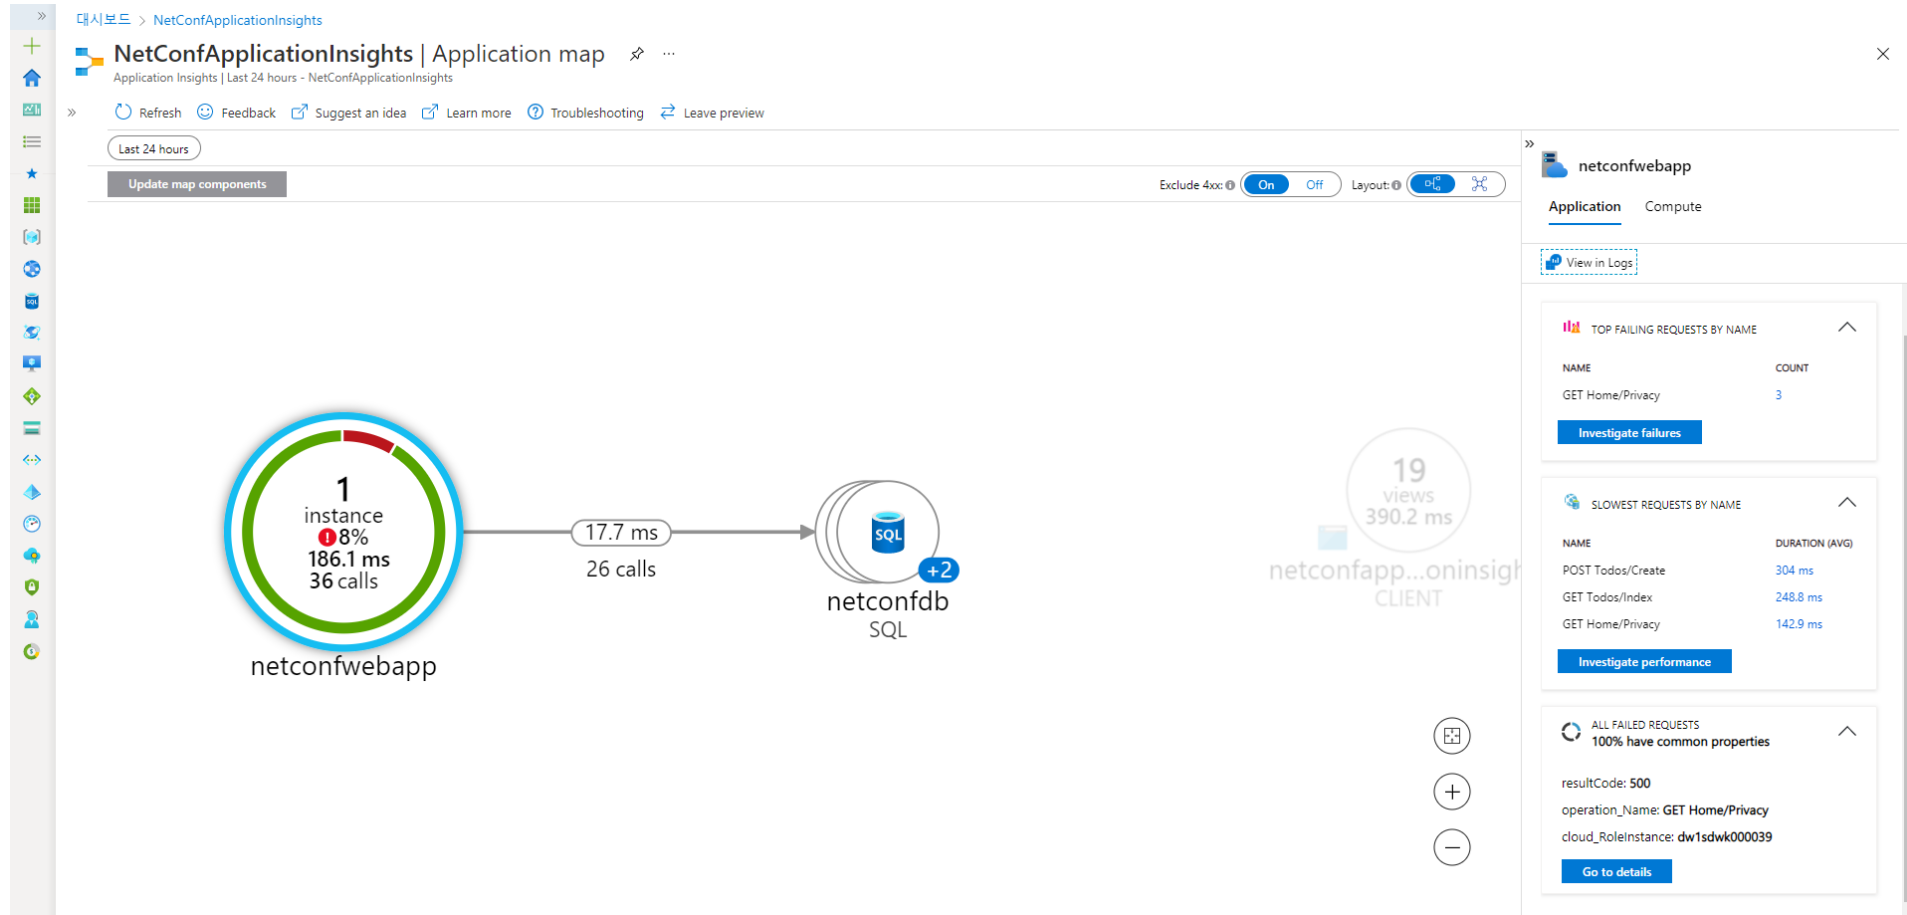 대시보드 > NetConfApplicationInsights
NetConfApplicationInsights | Application map
Application Insights | Last 24 hours - NetConfApplicationInsights
Refresh Feedback Suggest an idea Learn more Troubleshooting Leave preview
Last 24 hours
Update map components
Exclude 4xx: On Off Layout:
1
instance
8%
186.1 ms
36 calls
netconfwebapp
17.7 ms
26 calls
SQL
+2
netconfdb
SQL
19
views
390.2 ms
netconfapp...oninsigh
CLIENT
netconfwebapp
Application Compute
View in Logs
TOP FAILING REQUESTS BY NAME
NAME COUNT
GET Home/Privacy 3
Investigate failures
SLOWEST REQUESTS BY NAME
NAME DURATION (AVG)
POST Todos/Create 304 ms
GET Todos/Index 248.8 ms
GET Home/Privacy 142.9 ms
Investigate performance
ALL FAILED REQUESTS
100% have common properties
resultCode: 500
operation_Name: GET Home/Privacy
cloud_RoleInstance: dw1sdwk000039
Go to details